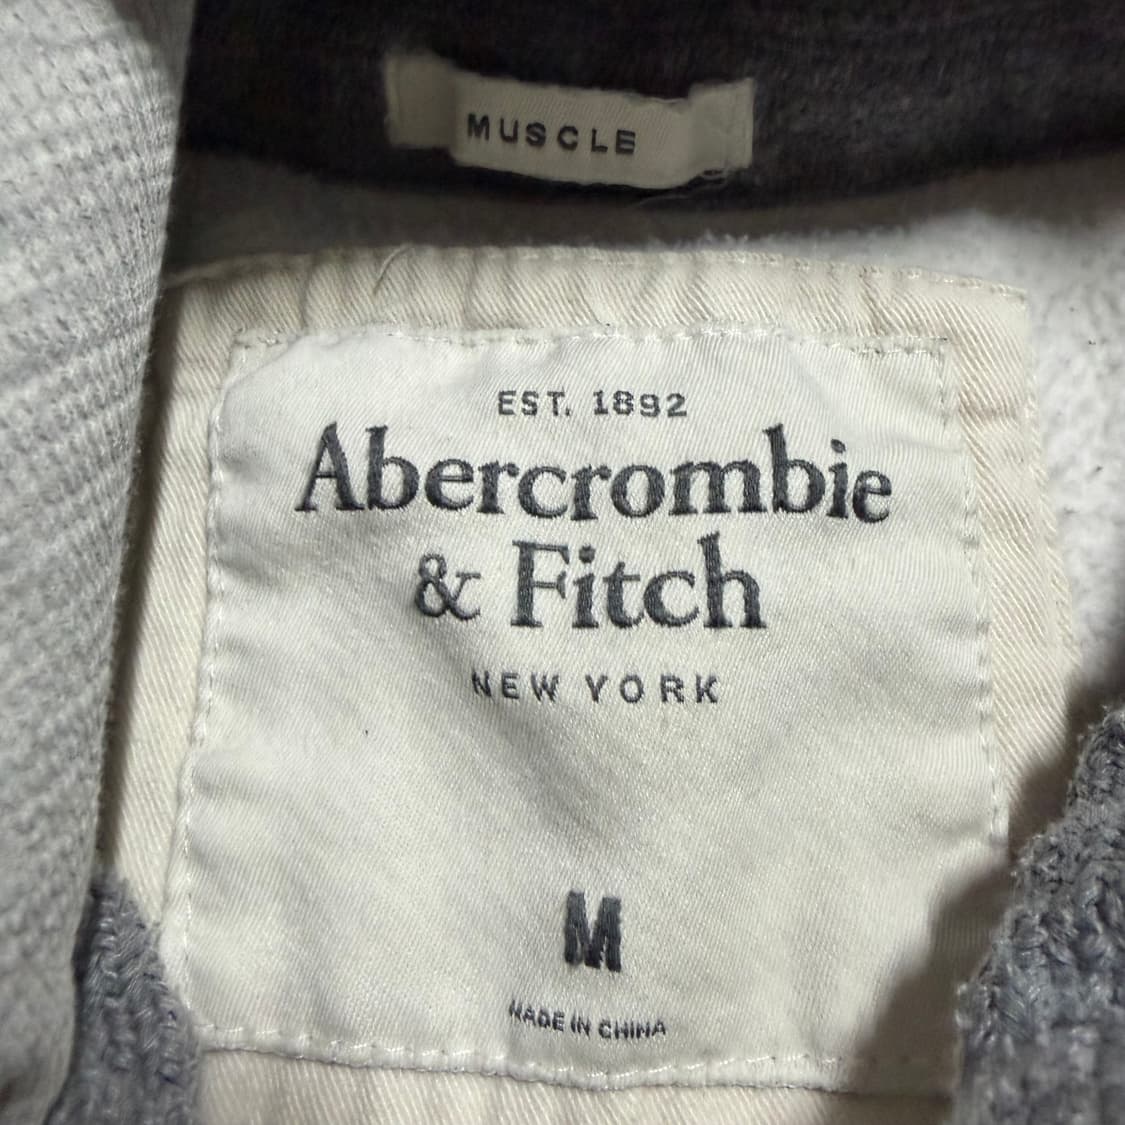 MUSCLE
EST. 1892
Abercrombie
& Fitch
NEW YORK
M
MADE IN CHINA